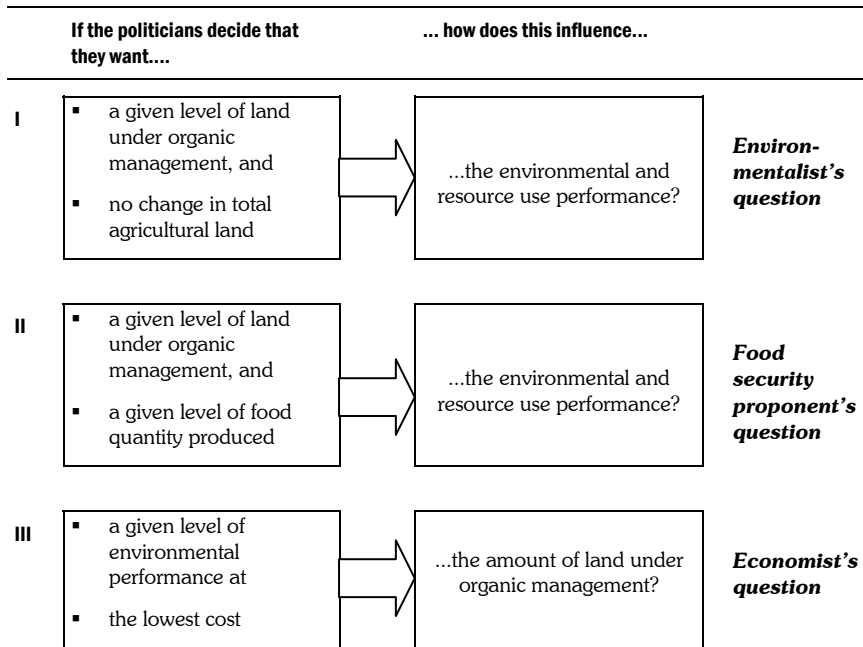 If the politicians decide that
they want....
... how does this influence...
I
▪ a given level of land
under organic
management, and
▪ no change in total
agricultural land
...the environmental and
resource use performance?
Environ-
mentalist's
question
II
▪ a given level of land
under organic
management, and
▪ a given level of food
quantity produced
...the environmental and
resource use performance?
Food
security
proponent's
question
III
▪ a given level of
environmental
performance at
▪ the lowest cost
...the amount of land under
organic management?
Economist's
question